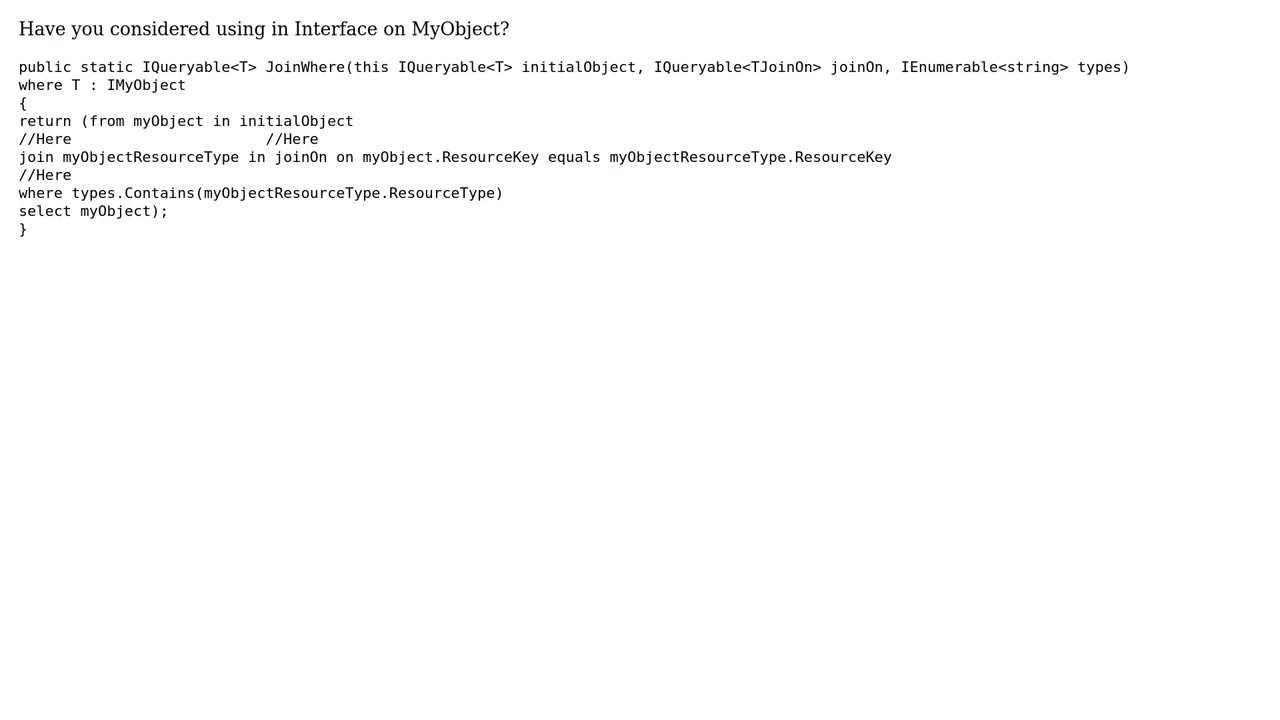 Have you considered using in Interface on MyObject?
public static IQueryable<T> JoinWhere(this IQueryable<T> initialObject, IQueryable<TJoinOn> joinOn, IEnumerable<string> types)
where T : IMyObject
{
return (from myObject in initialObject
//Here                      //Here
join myObjectResourceType in joinOn on myObject.ResourceKey equals myObjectResourceType.ResourceKey
//Here
where types.Contains(myObjectResourceType.ResourceType)
select myObject);
}